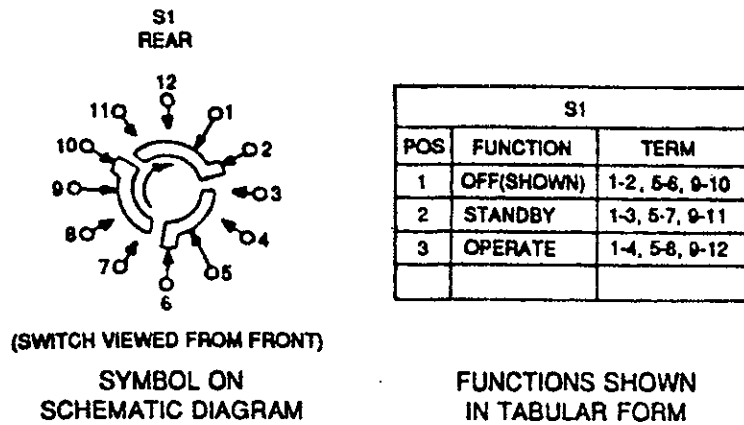 S1
REAR
12
11
1
10
2
9
3
8
4
7
5
6
(SWITCH VIEWED FROM FRONT)
SYMBOL ON
SCHEMATIC DIAGRAM
S1
POS FUNCTION TERM
1 OFF(SHOWN) 1-2, 5-6, 9-10
2 STANDBY 1-3, 5-7, 9-11
3 OPERATE 1-4, 5-8, 9-12
FUNCTIONS SHOWN
IN TABULAR FORM